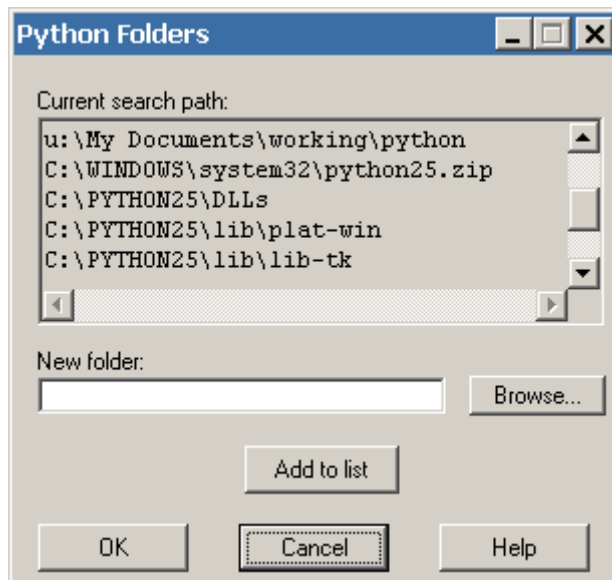 Python Folders
Current search path:
u:\My Documents\working\python
C:\WINDOWS\system32\python25.zip
C:\PYTHON25\DLLs
C:\PYTHON25\lib\plat-win
C:\PYTHON25\lib\lib-tk
New folder:
Browse...
Add to list
OK Cancel Help